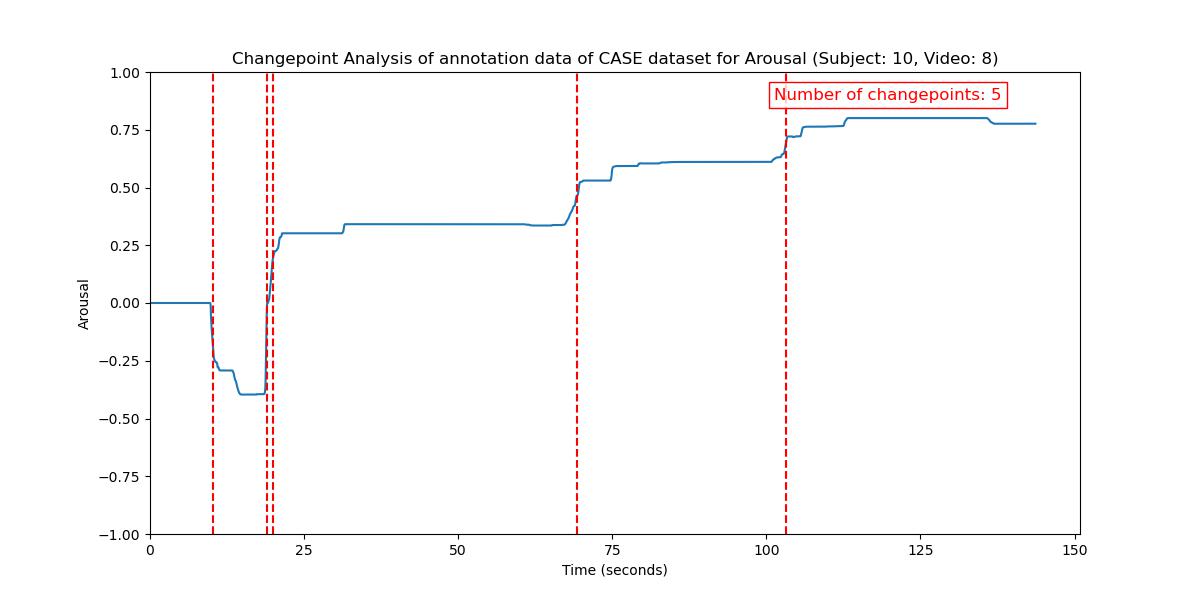 Changepoint Analysis of annotation data of CASE dataset for Arousal (Subject: 10, Video: 8)
Number of changepoints: 5
Arousal
1.00
0.75
0.50
0.25
0.00
−0.25
−0.50
−0.75
−1.00
0 25 50 75 100 125 150
Time (seconds)